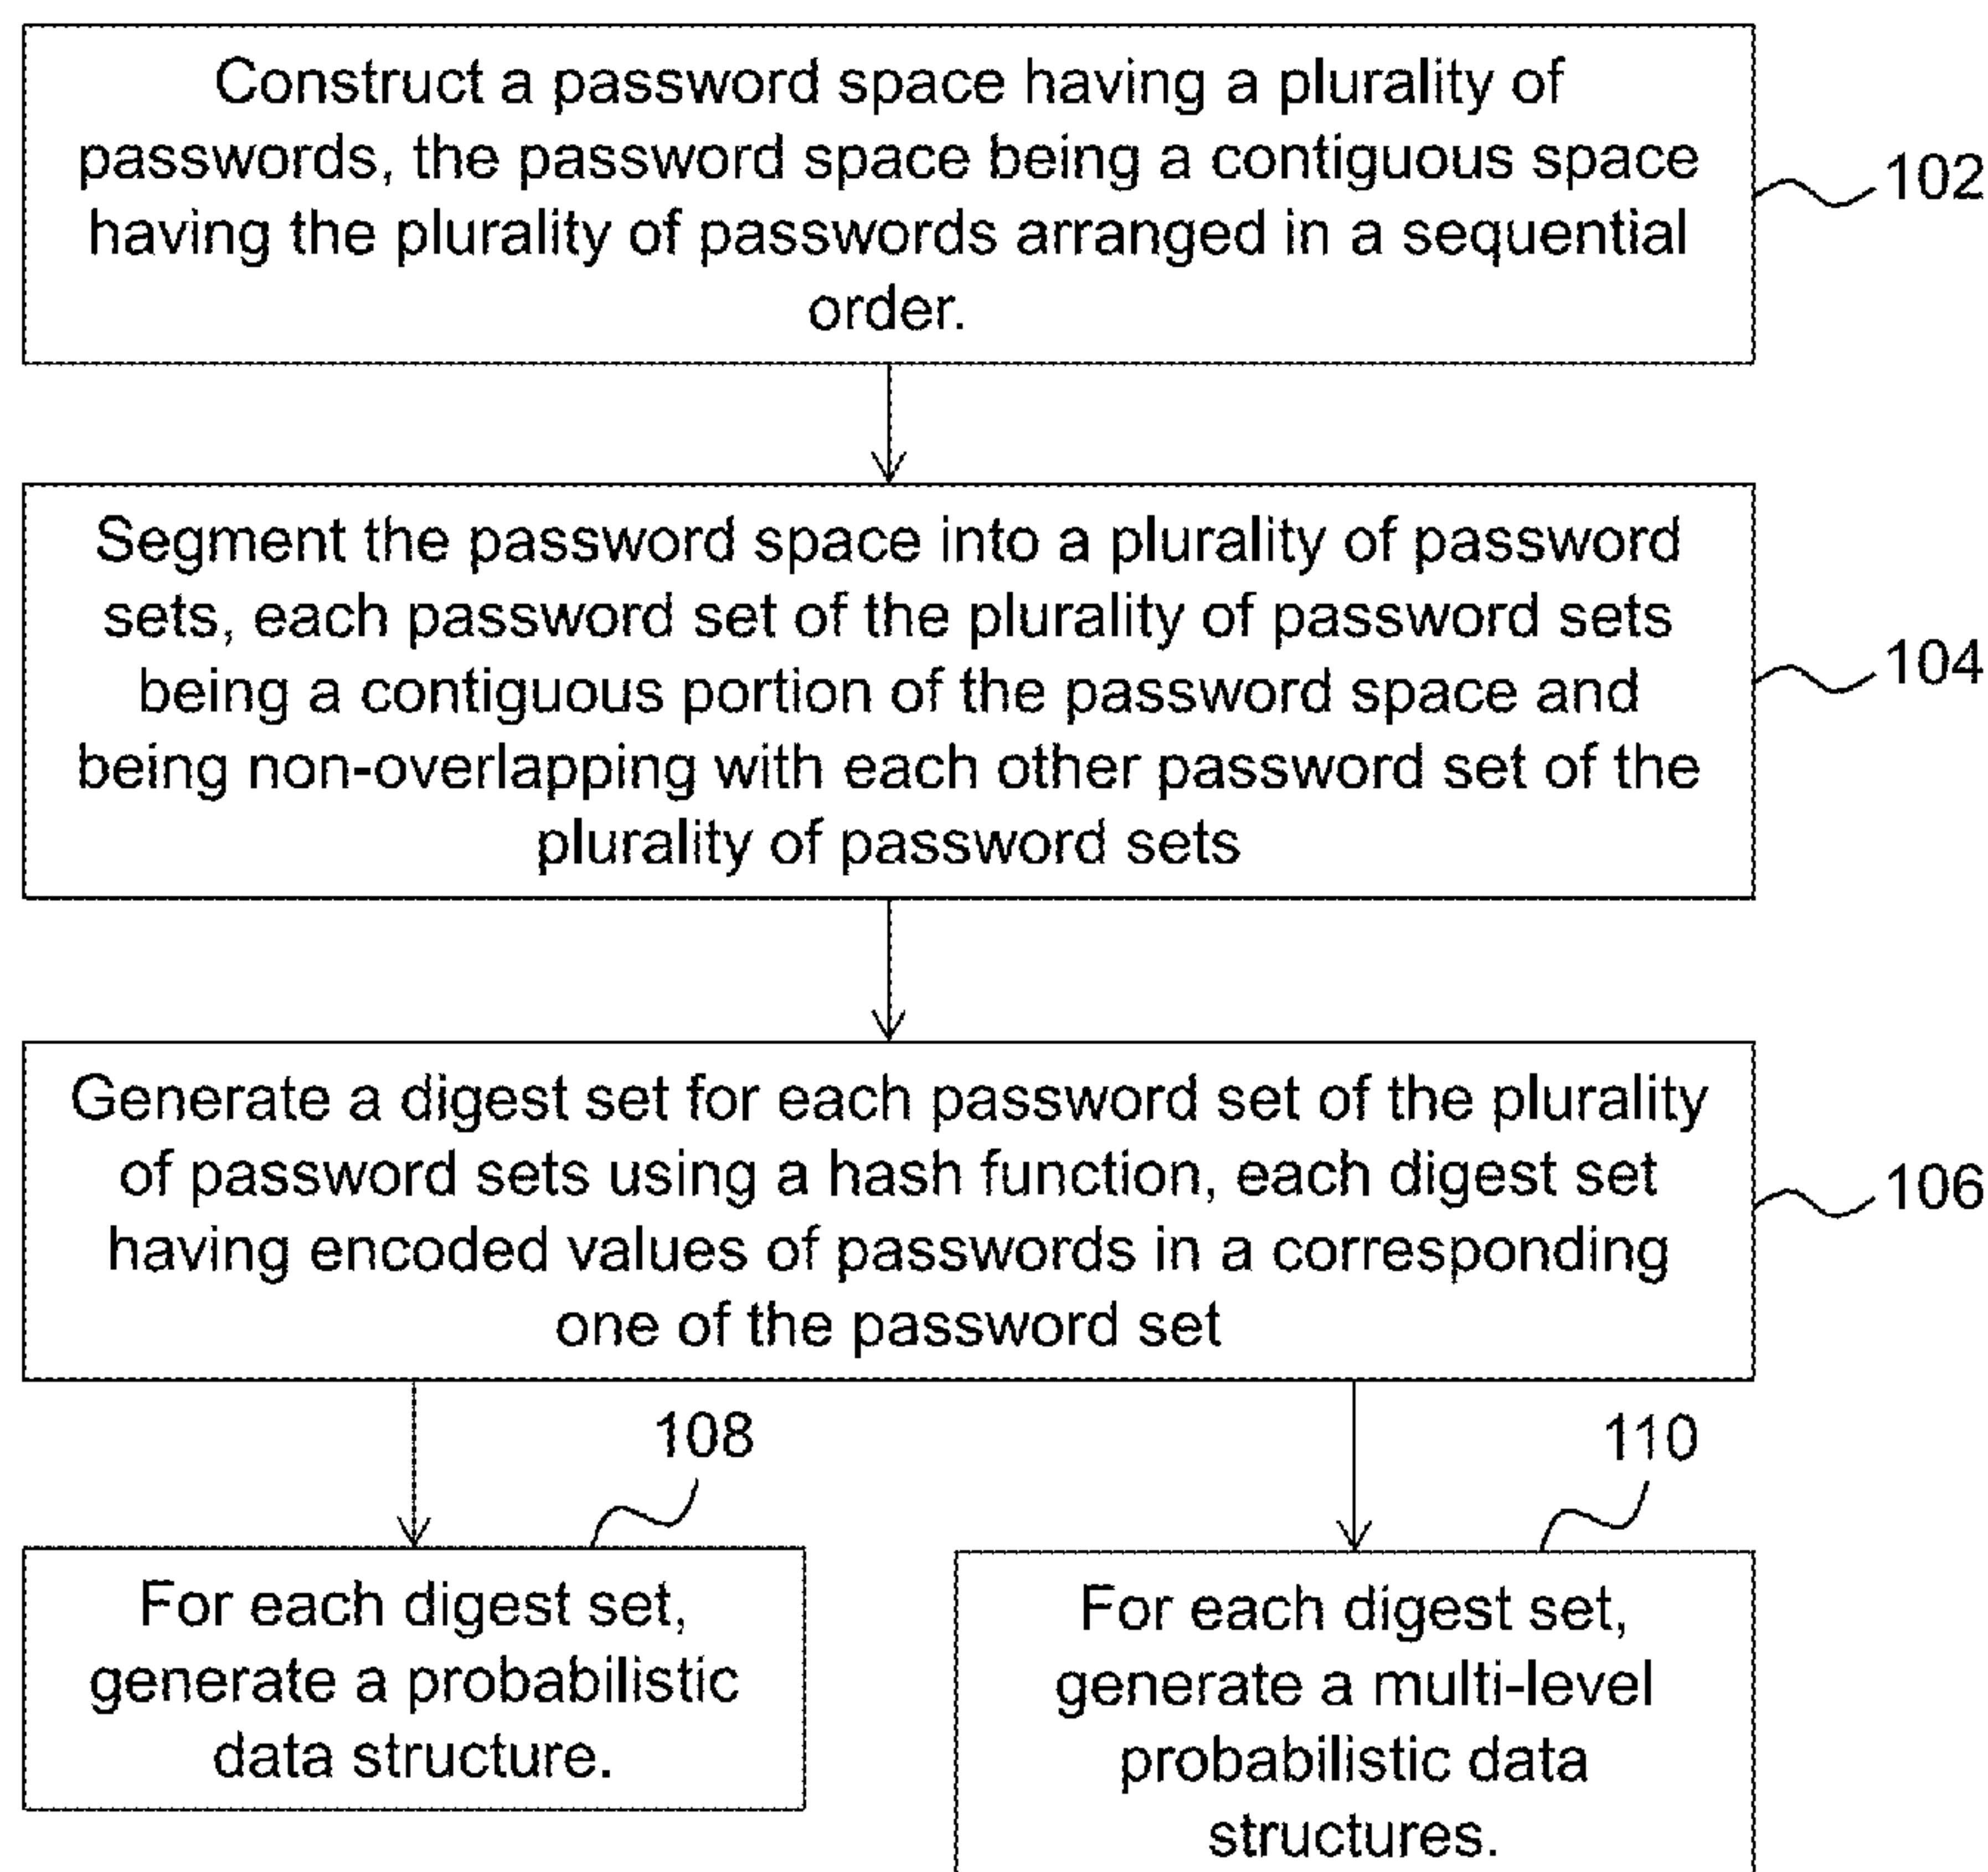 Construct a password space having a plurality of
passwords, the password space being a contiguous space
having the plurality of passwords arranged in a sequential
order.
102
Segment the password space into a plurality of password
sets, each password set of the plurality of password sets
being a contiguous portion of the password space and
being non-overlapping with each other password set of the
plurality of password sets
104
Generate a digest set for each password set of the plurality
of password sets using a hash function, each digest set
having encoded values of passwords in a corresponding
one of the password set
106
108
110
For each digest set,
generate a probabilistic
data structure.
For each digest set,
generate a multi-level
probabilistic data
structures.